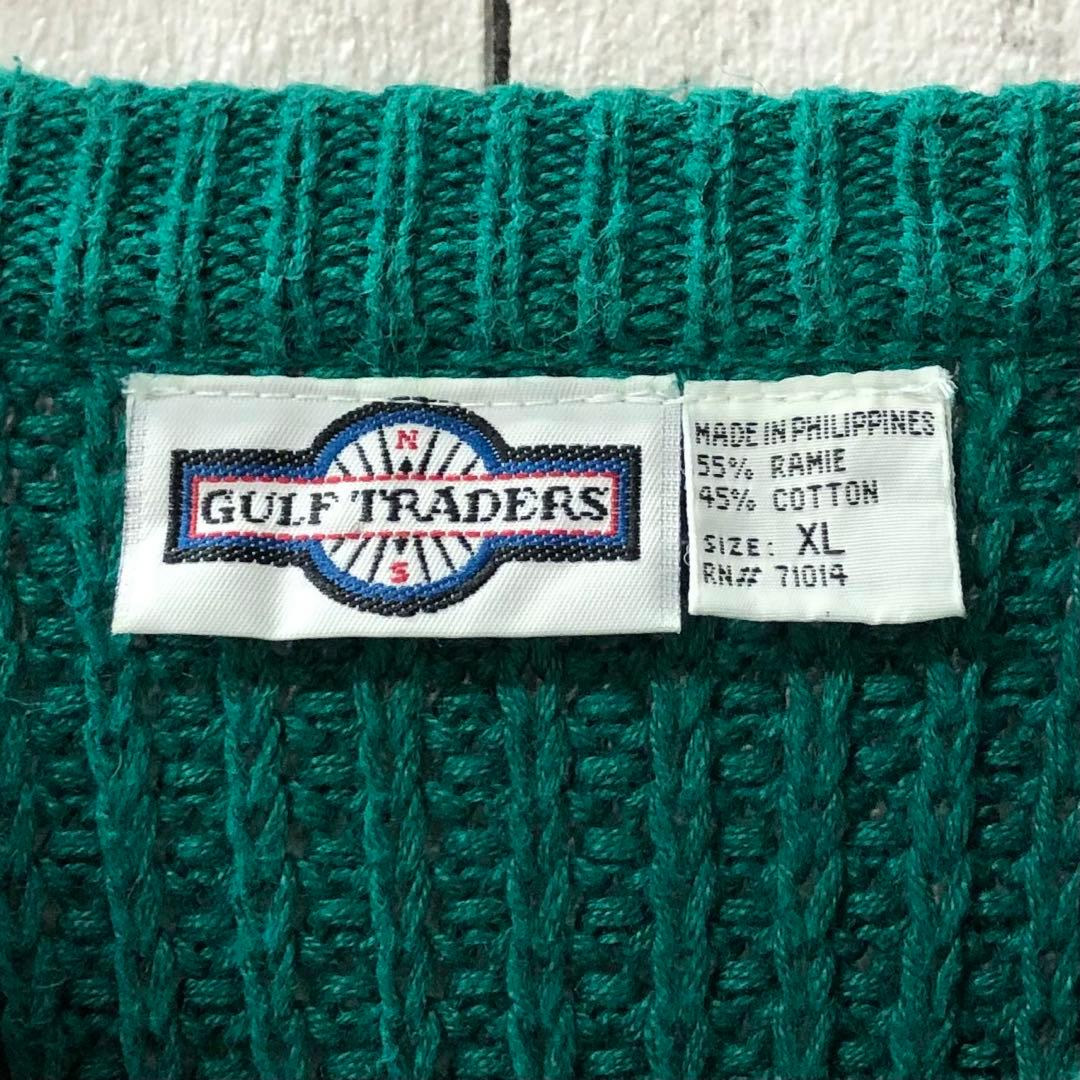 N
GULF TRADERS
S
MADE IN PHILIPPINES
55% RAMIE
45% COTTON
SIZE: XL
RN# 71014